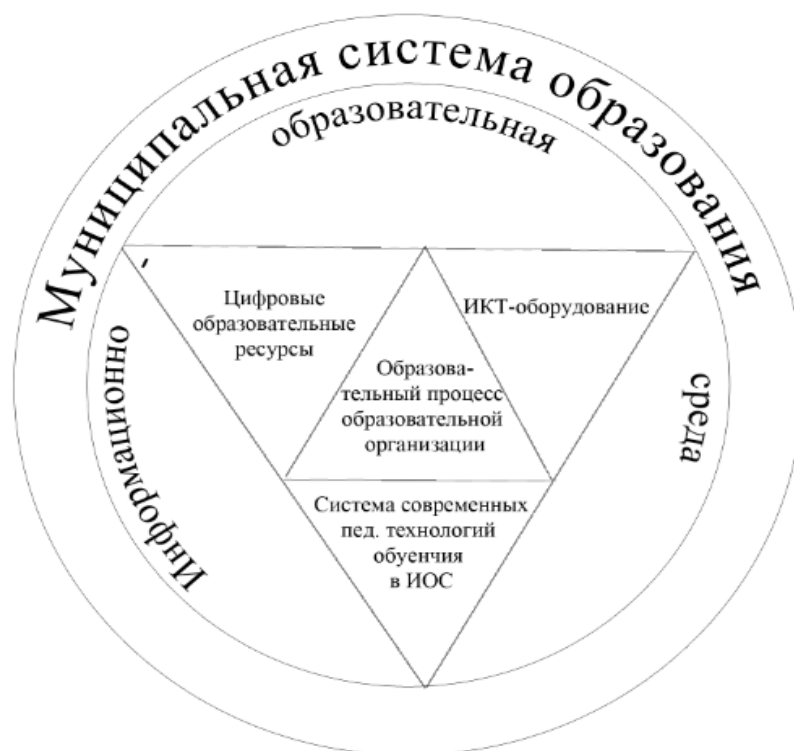 Муниципальная система образования
Информационно
образовательная
среда
Цифровые
образовательные
ресурсы
ИКТ-оборудование
Образова-
тельный процесс
образовательной
организации
Система современных
пед. технологий
обуенчия
в ИОС